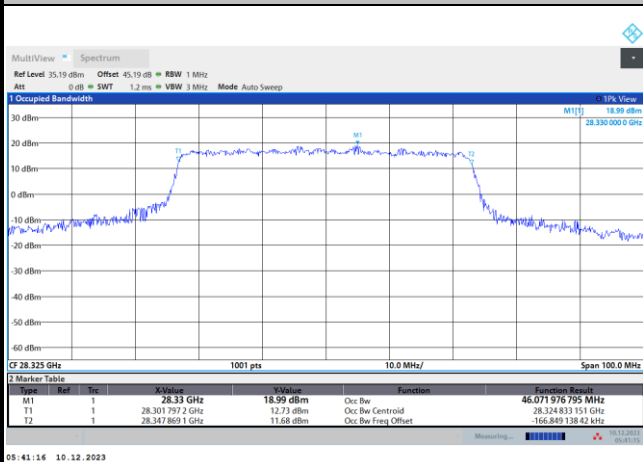 MultiView Spectrum
Ref Level 35.19 dBm Offset 45.19 dB RBW 1 MHz
Att 0 dB SWT 1.2 ms VBW 3 MHz Mode Auto Sweep
1 Occupied Bandwidth 1Pk View
M1[1] 18.99 dBm
28.330 000 0 GHz
30 dBm
M1
20 dBm
T1 T2
10 dBm
0 dBm
-10 dBm
-20 dBm
-30 dBm
-40 dBm
-50 dBm
-60 dBm
CF 28.325 GHz 1001 pts 10.0 MHz/ Span 100.0 MHz
2 Marker Table
Type Ref Trc X-Value Y-Value Function Function Result
M1 1 28.33 GHz 18.99 dBm Occ Bw 46.071 976 795 MHz
T1 1 28.301 797 2 GHz 12.73 dBm Occ Bw Centroid 28.324 833 151 GHz
T2 1 28.347 869 1 GHz 11.68 dBm Occ Bw Freq Offset -166.849 138 42 kHz
Measuring... 10.12.2023
05:41:15
05:41:16 10.12.2023